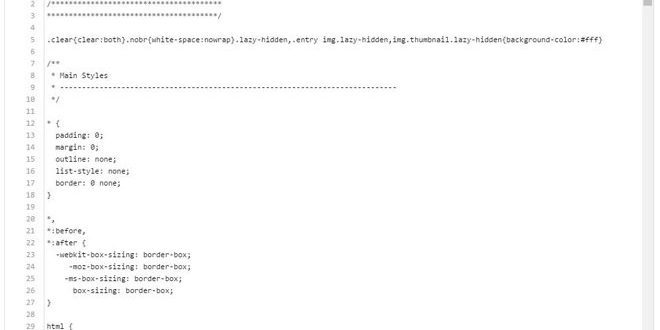 2 /****************************************
3 ****************************************/
4
5 .clear{clear:both}.nobr{white-space:nowrap}.lazy-hidden,.entry img.lazy-hidden,img.thumbnail.lazy-hidden{background-color:#fff}
6
7 /**
8  * Main Styles
9  * ------------------------------------------------------------------------------
10  */
11
12 * {
13   padding: 0;
14   margin: 0;
15   outline: none;
16   list-style: none;
17   border: 0 none;
18 }
19
20 *,
21 *:before,
22 *:after {
23   -webkit-box-sizing: border-box;
24      -moz-box-sizing: border-box;
25     -ms-box-sizing: border-box;
26       box-sizing: border-box;
27 }
28
29 html {